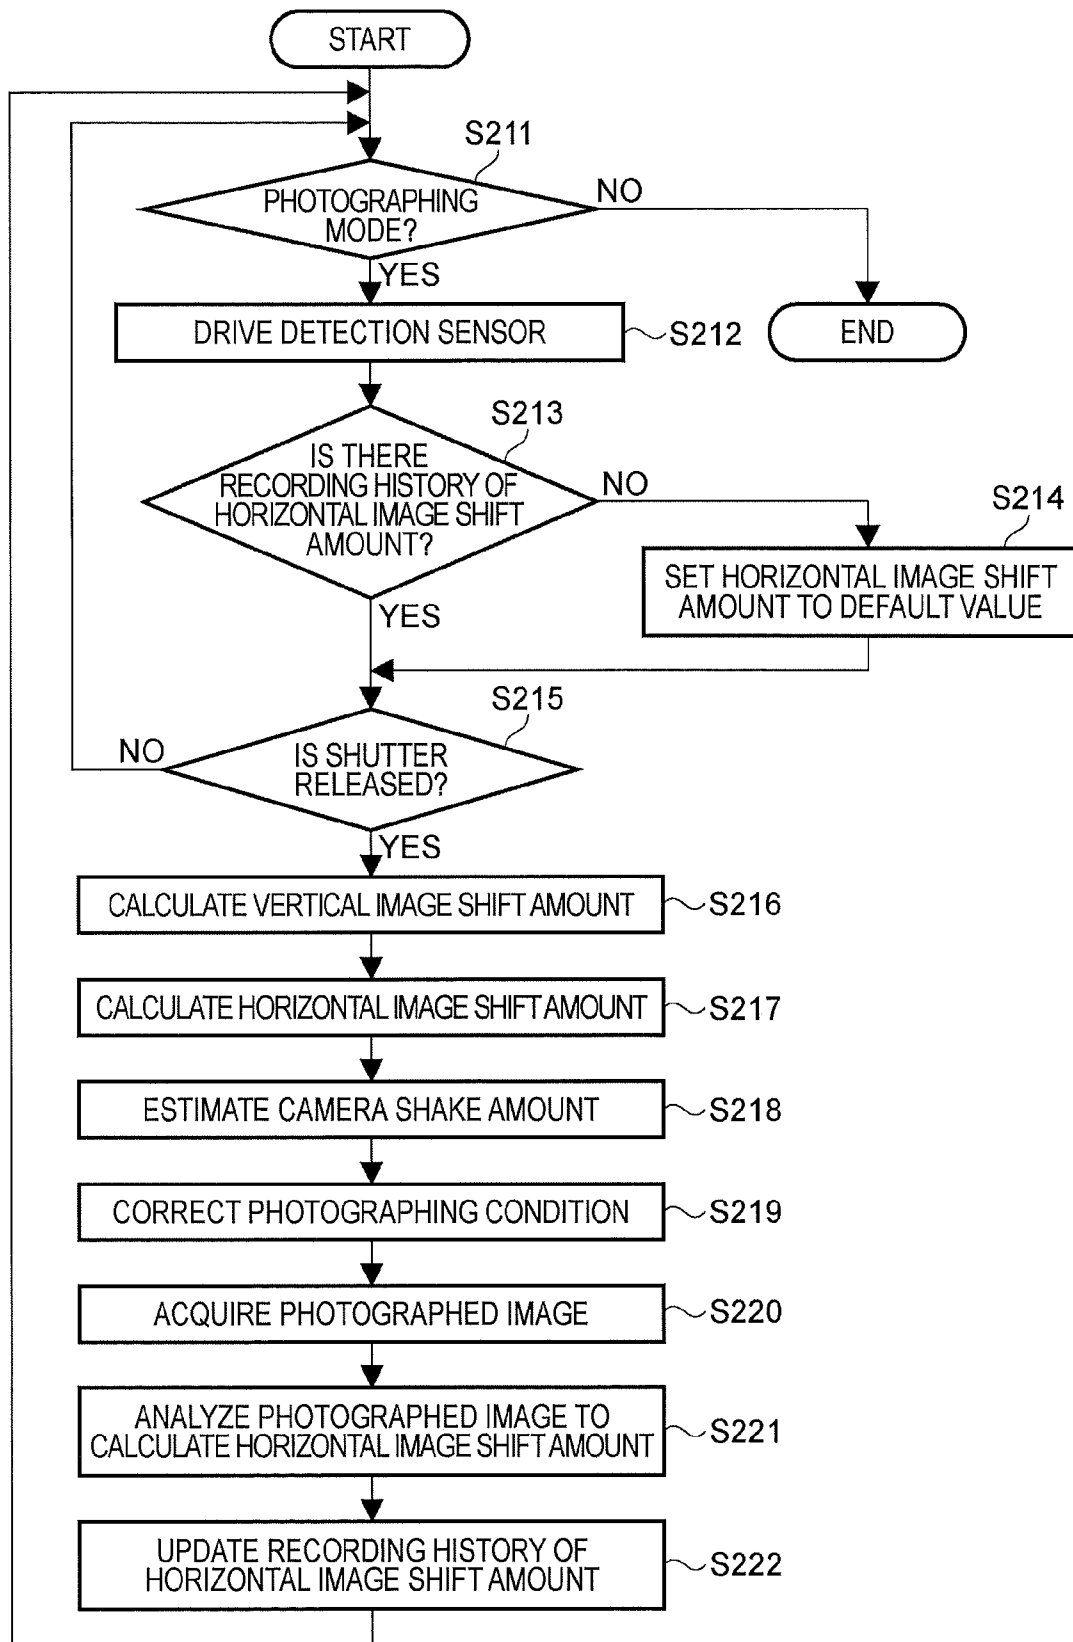 START
S211
PHOTOGRAPHING
MODE?
NO
YES
DRIVE DETECTION SENSOR
S212
END
S213
IS THERE
RECORDING HISTORY OF
HORIZONTAL IMAGE SHIFT
AMOUNT?
NO
S214
SET HORIZONTAL IMAGE SHIFT
AMOUNT TO DEFAULT VALUE
YES
S215
NO
IS SHUTTER
RELEASED?
YES
CALCULATE VERTICAL IMAGE SHIFT AMOUNT
S216
CALCULATE HORIZONTAL IMAGE SHIFT AMOUNT
S217
ESTIMATE CAMERA SHAKE AMOUNT
S218
CORRECT PHOTOGRAPHING CONDITION
S219
ACQUIRE PHOTOGRAPHED IMAGE
S220
ANALYZE PHOTOGRAPHED IMAGE TO
CALCULATE HORIZONTAL IMAGE SHIFT AMOUNT
S221
UPDATE RECORDING HISTORY OF
HORIZONTAL IMAGE SHIFT AMOUNT
S222